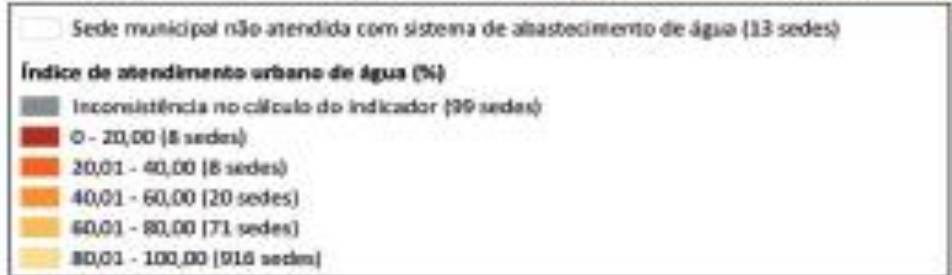 Sede municipal não atendida com sistema de abastecimento de água (13 sedes)
Índice de atendimento urbano de água (%)
Inconsistência no cálculo do indicador (99 sedes)
0 - 20,00 (8 sedes)
20,01 - 40,00 (8 sedes)
40,01 - 60,00 (20 sedes)
60,01 - 80,00 (71 sedes)
80,01 - 100,00 (916 sedes)